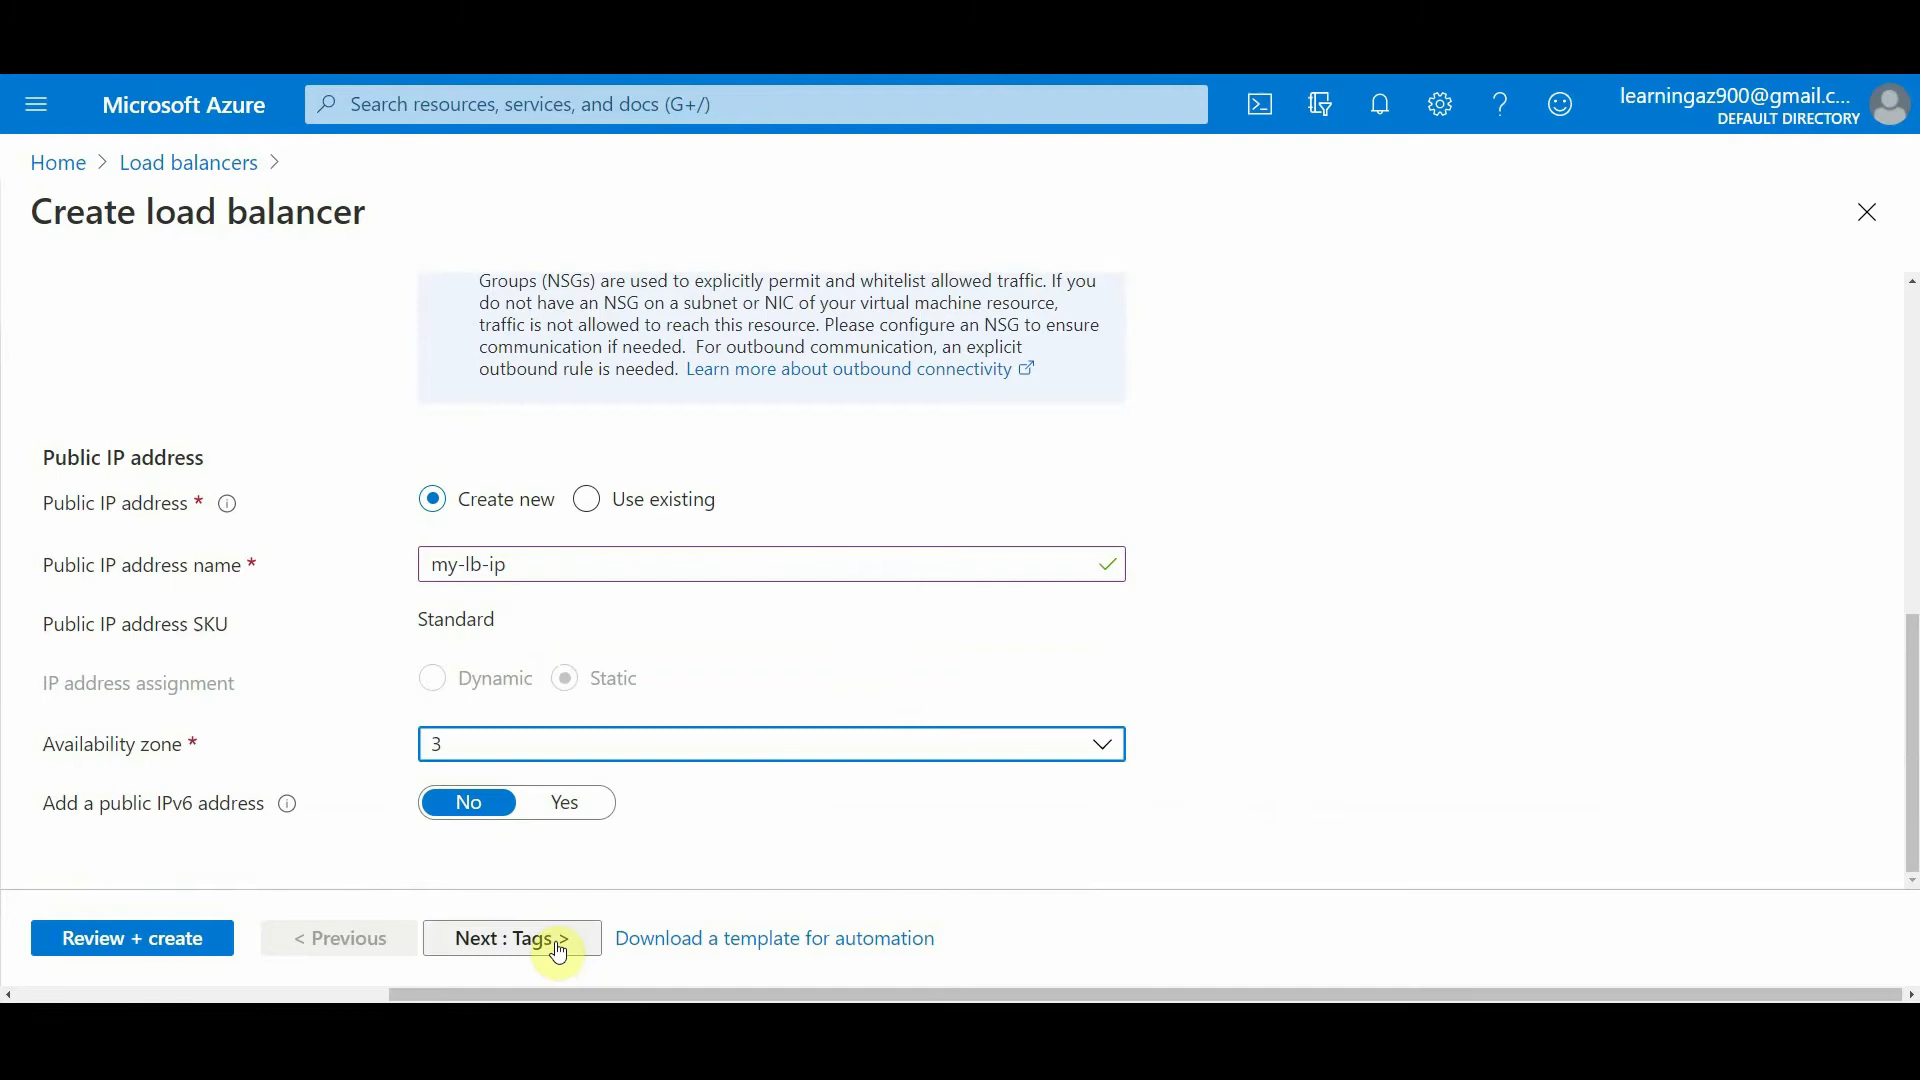 Microsoft Azure
Search resources, services, and docs (G+/)
learningaz900@gmail.c...
DEFAULT DIRECTORY
Home > Load balancers >
Create load balancer
Groups (NSGs) are used to explicitly permit and whitelist allowed traffic. If you
do not have an NSG on a subnet or NIC of your virtual machine resource,
traffic is not allowed to reach this resource. Please configure an NSG to ensure
communication if needed.  For outbound communication, an explicit
outbound rule is needed.  Learn more about outbound connectivity
Public IP address
Public IP address * Create new Use existing
Public IP address name * my-lb-ip
Public IP address SKU Standard
IP address assignment Dynamic Static
Availability zone * 3
Add a public IPv6 address No Yes
Review + create < Previous Next : Tags > Download a template for automation